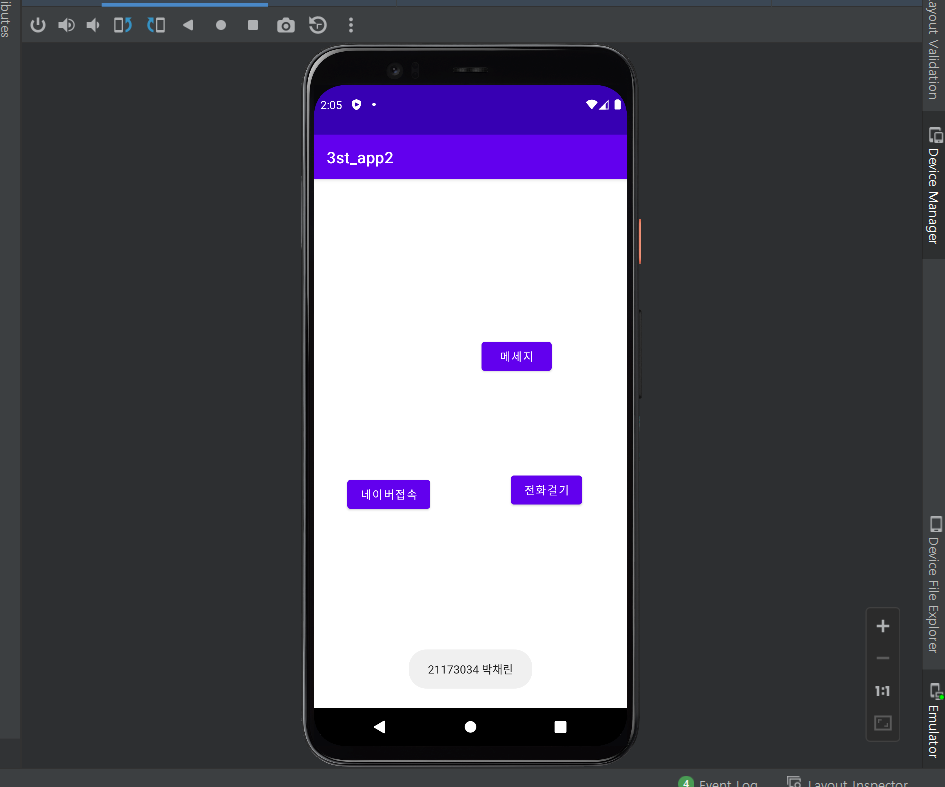 ibutes
ayout Validation
2:05
3st_app2
Device Manager
메세지
네이버접속
전화걸기
21173034 박채린
Device File Explorer
1:1
Emulator
4 Event Log
Layout Inspector